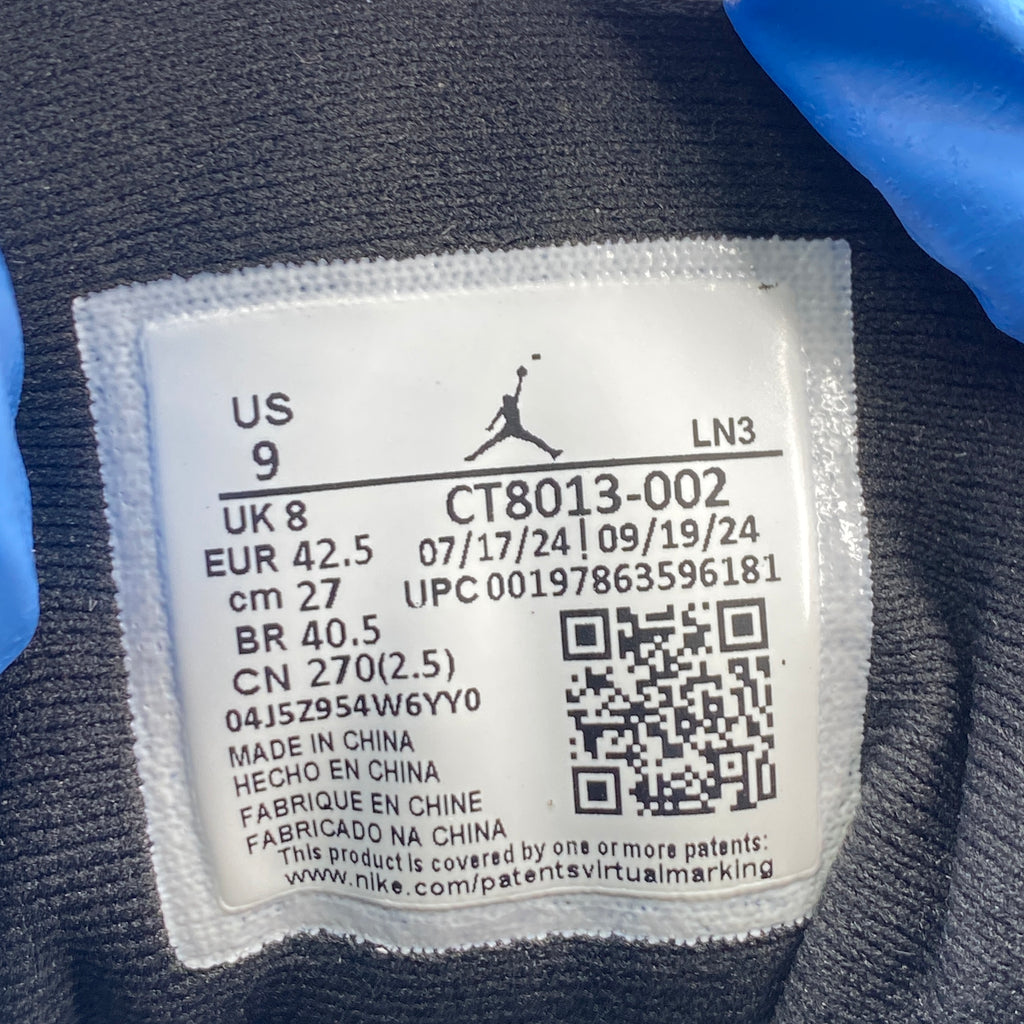 US
9
LN3
UK 8
CT8013-002
EUR 42.5
07/17/24 | 09/19/24
cm 27
UPC 00197863596181
BR 40.5
CN 270(2.5)
04J5Z954W6YY0
MADE IN CHINA
HECHO EN CHINA
FABRIQUE EN CHINE
FABRICADO NA CHINA
This product is covered by one or more patents:
www.nike.com/patentsvirtualmarking